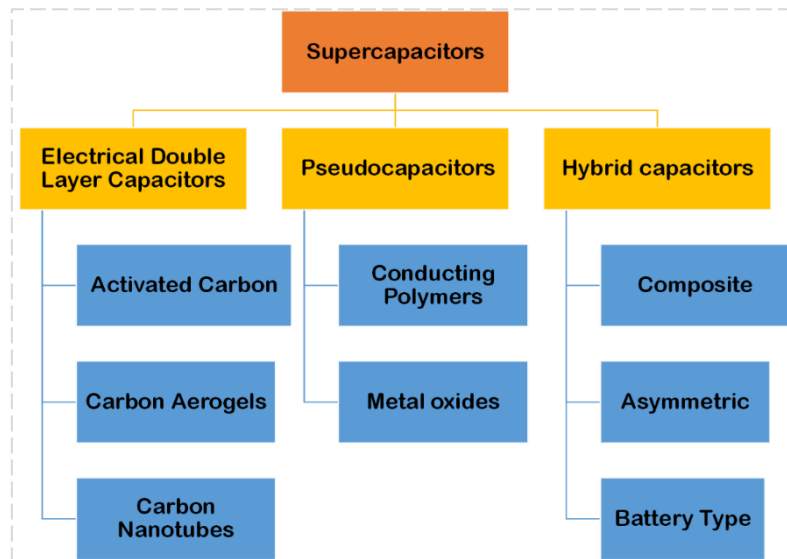 Supercapacitors
Electrical Double
Layer Capacitors
Pseudocapacitors
Hybrid capacitors
Activated Carbon
Conducting
Polymers
Composite
Carbon Aerogels
Metal oxides
Asymmetric
Carbon
Nanotubes
Battery Type